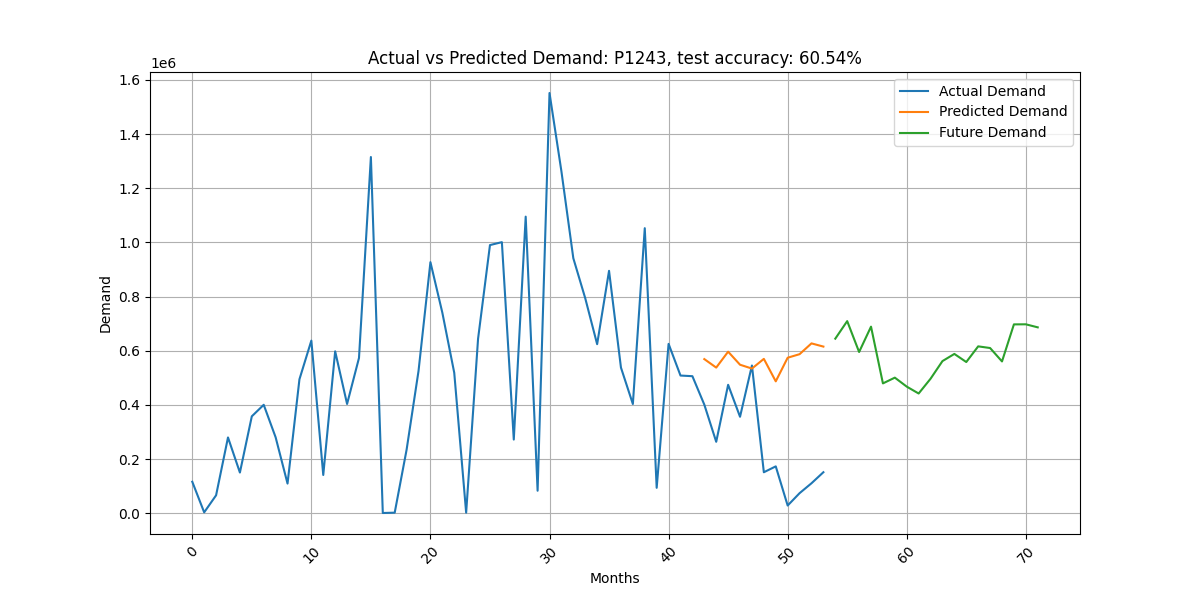 Actual vs Predicted Demand: P1243, test accuracy: 60.54%
1e6
1.6
1.4
1.2
1.0
0.8
0.6
0.4
0.2
0.0
Demand
Actual Demand
Predicted Demand
Future Demand
0
10
20
30
40
50
60
70
Months